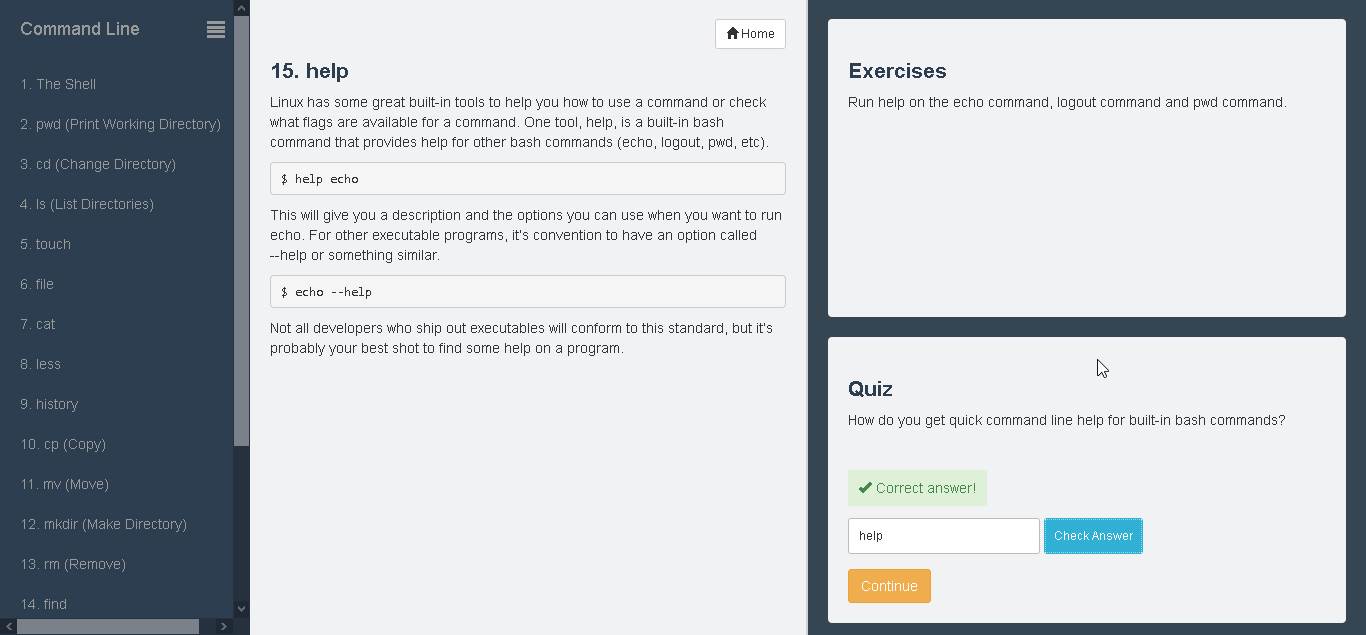 Command Line
1. The Shell
2. pwd (Print Working Directory)
3. cd (Change Directory)
4. ls (List Directories)
5. touch
6. file
7. cat
8. less
9. history
10. cp (Copy)
11. mv (Move)
12. mkdir (Make Directory)
13. rm (Remove)
14. find
Home
15. help
Linux has some great built-in tools to help you how to use a command or check
what flags are available for a command. One tool, help, is a built-in bash
command that provides help for other bash commands (echo, logout, pwd, etc).
$ help echo
This will give you a description and the options you can use when you want to run
echo. For other executable programs, it's convention to have an option called
--help or something similar.
$ echo --help
Not all developers who ship out executables will conform to this standard, but it's
probably your best shot to find some help on a program.
Exercises
Run help on the echo command, logout command and pwd command.
Quiz
How do you get quick command line help for built-in bash commands?
Correct answer!
help
Check Answer
Continue